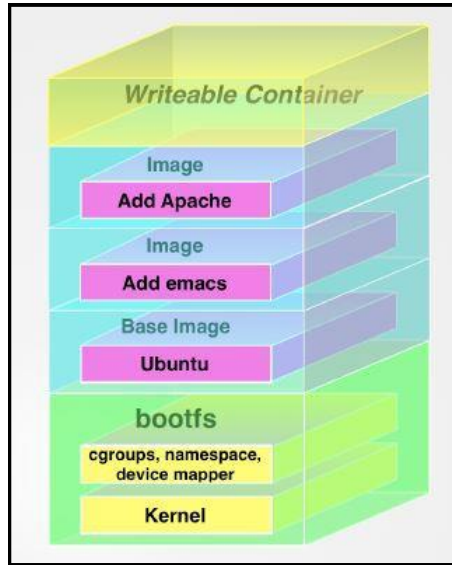 Writeable Container
Image
Add Apache
Image
Add emacs
Base Image
Ubuntu
bootfs
cgroups, namespace,
device mapper
Kernel